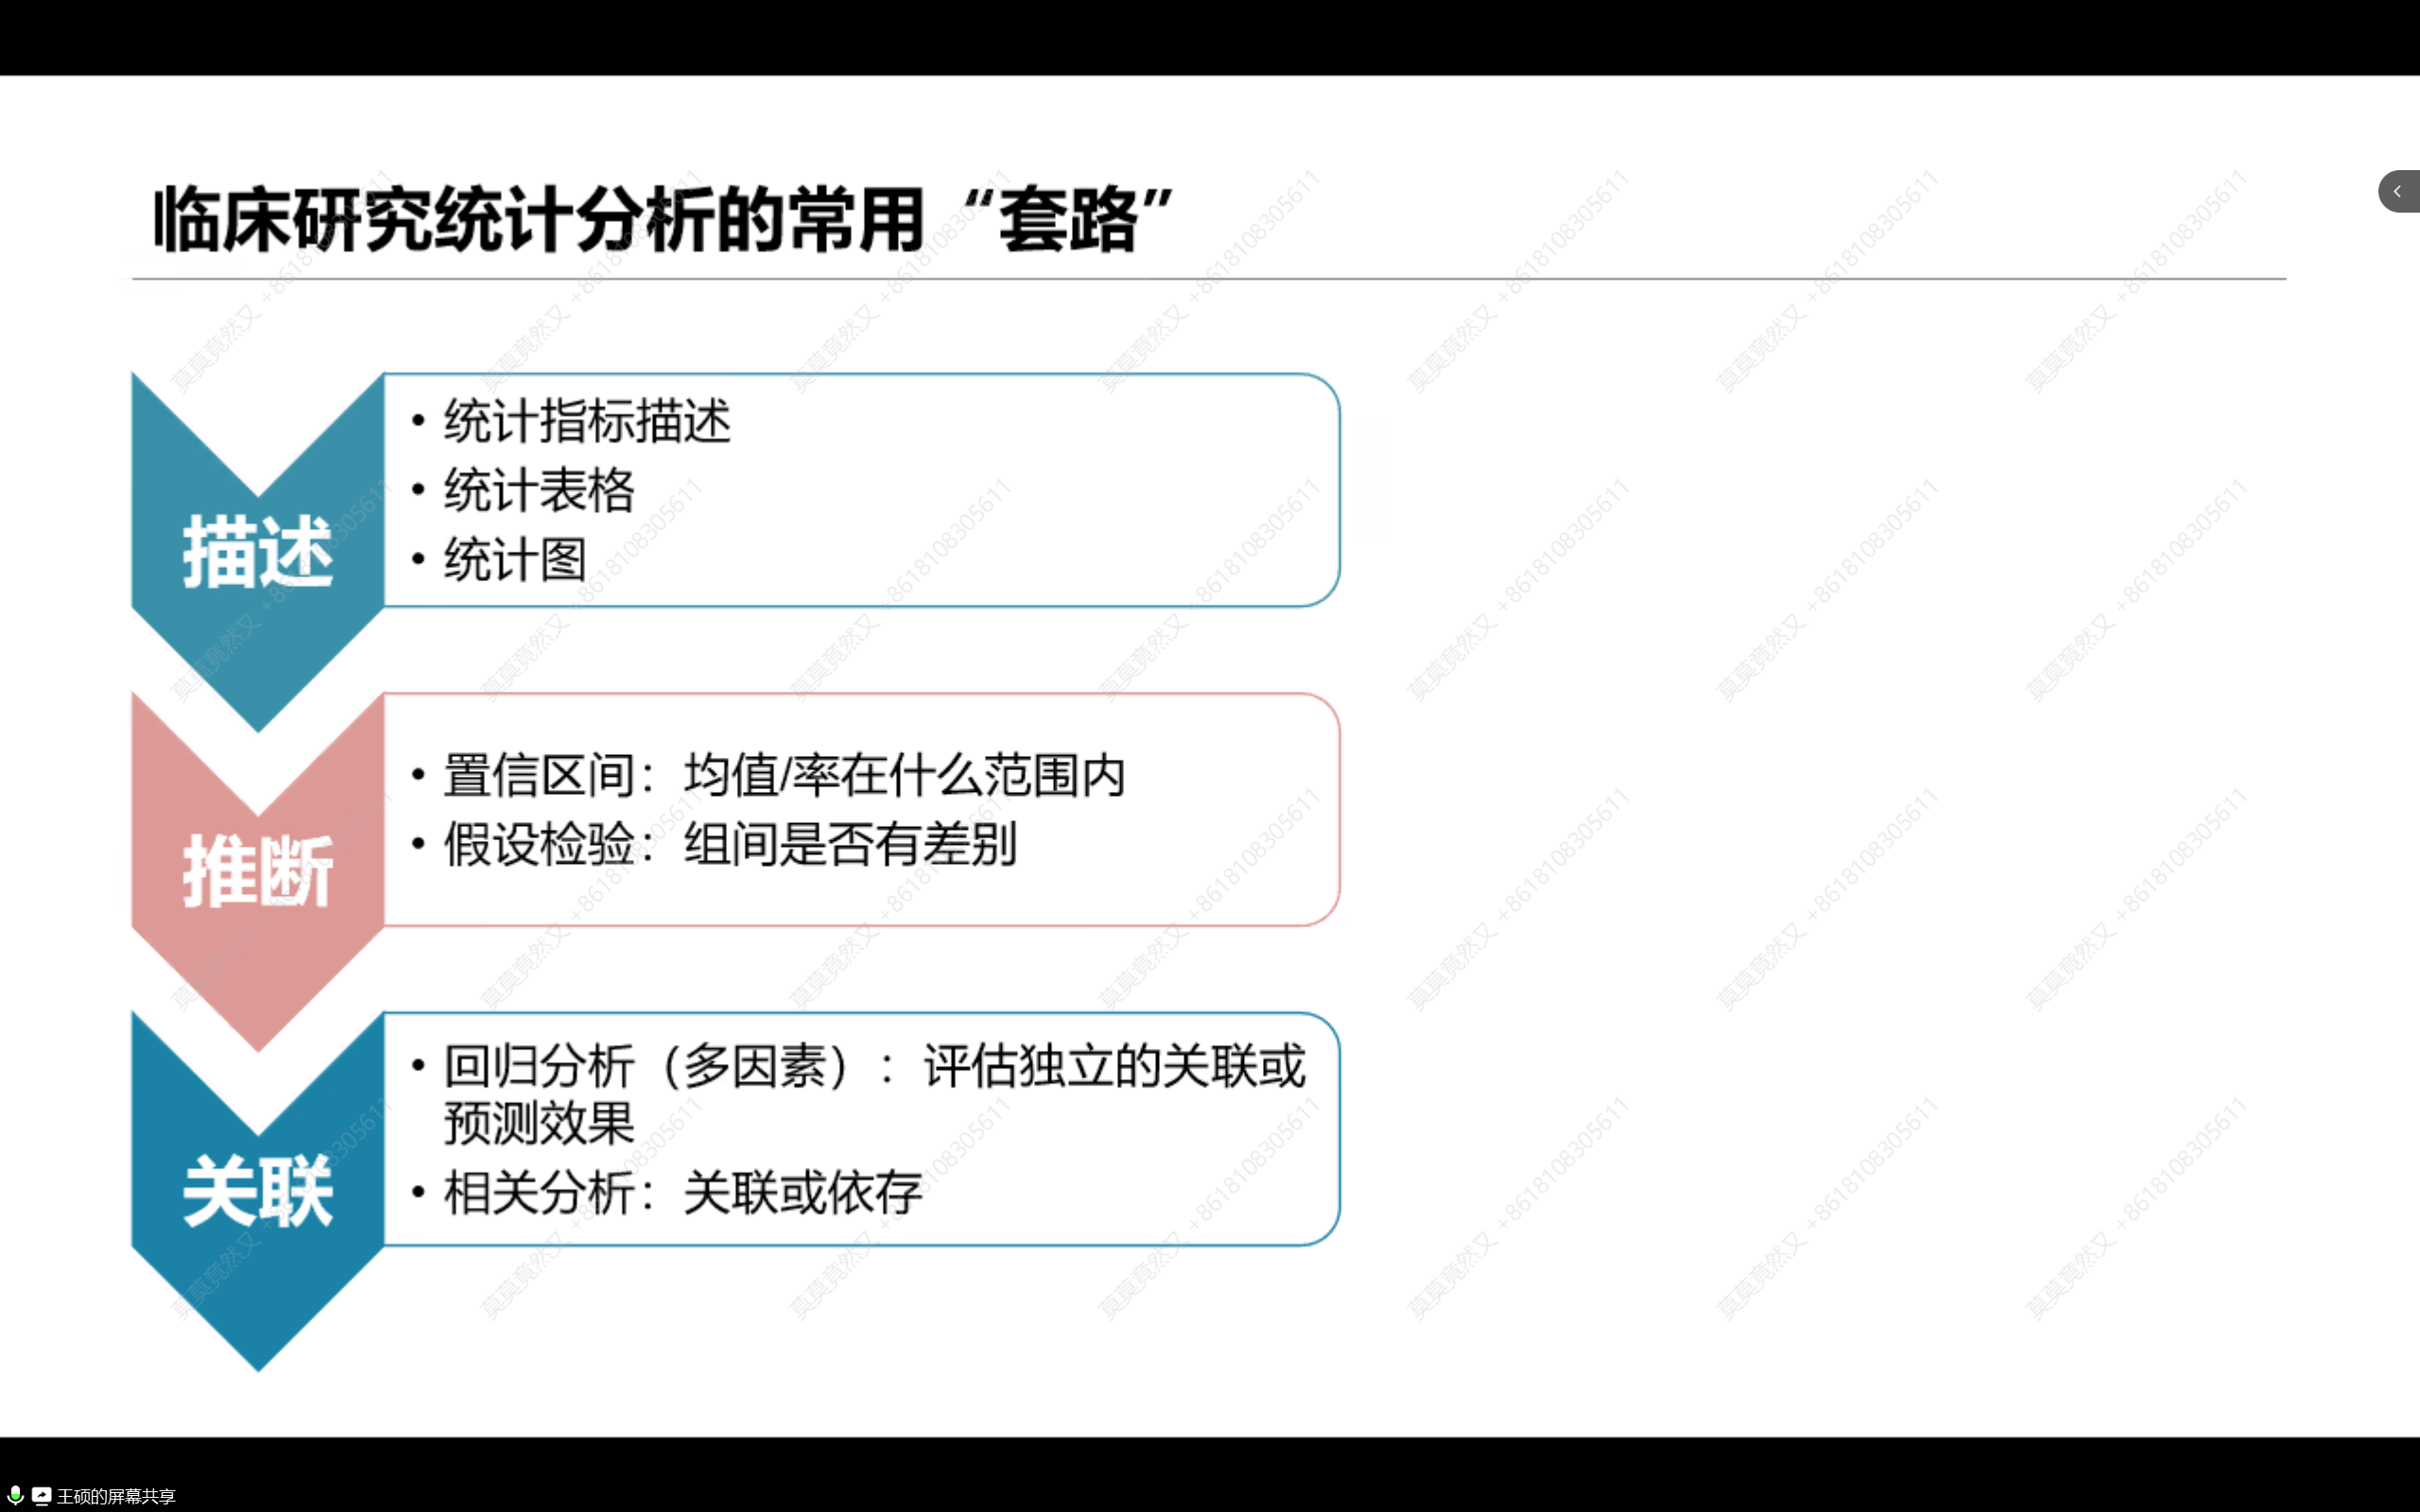 临床研究统计分析的常用“套路”
描述
• 统计指标描述
• 统计表格
• 统计图
推断
• 置信区间：均值/率在什么范围内
• 假设检验：组间是否有差别
关联
• 回归分析（多因素）：评估独立的关联或
预测效果
• 相关分析：关联或依存
莫莫竟然又 +8618108305611
王硕的屏幕共享